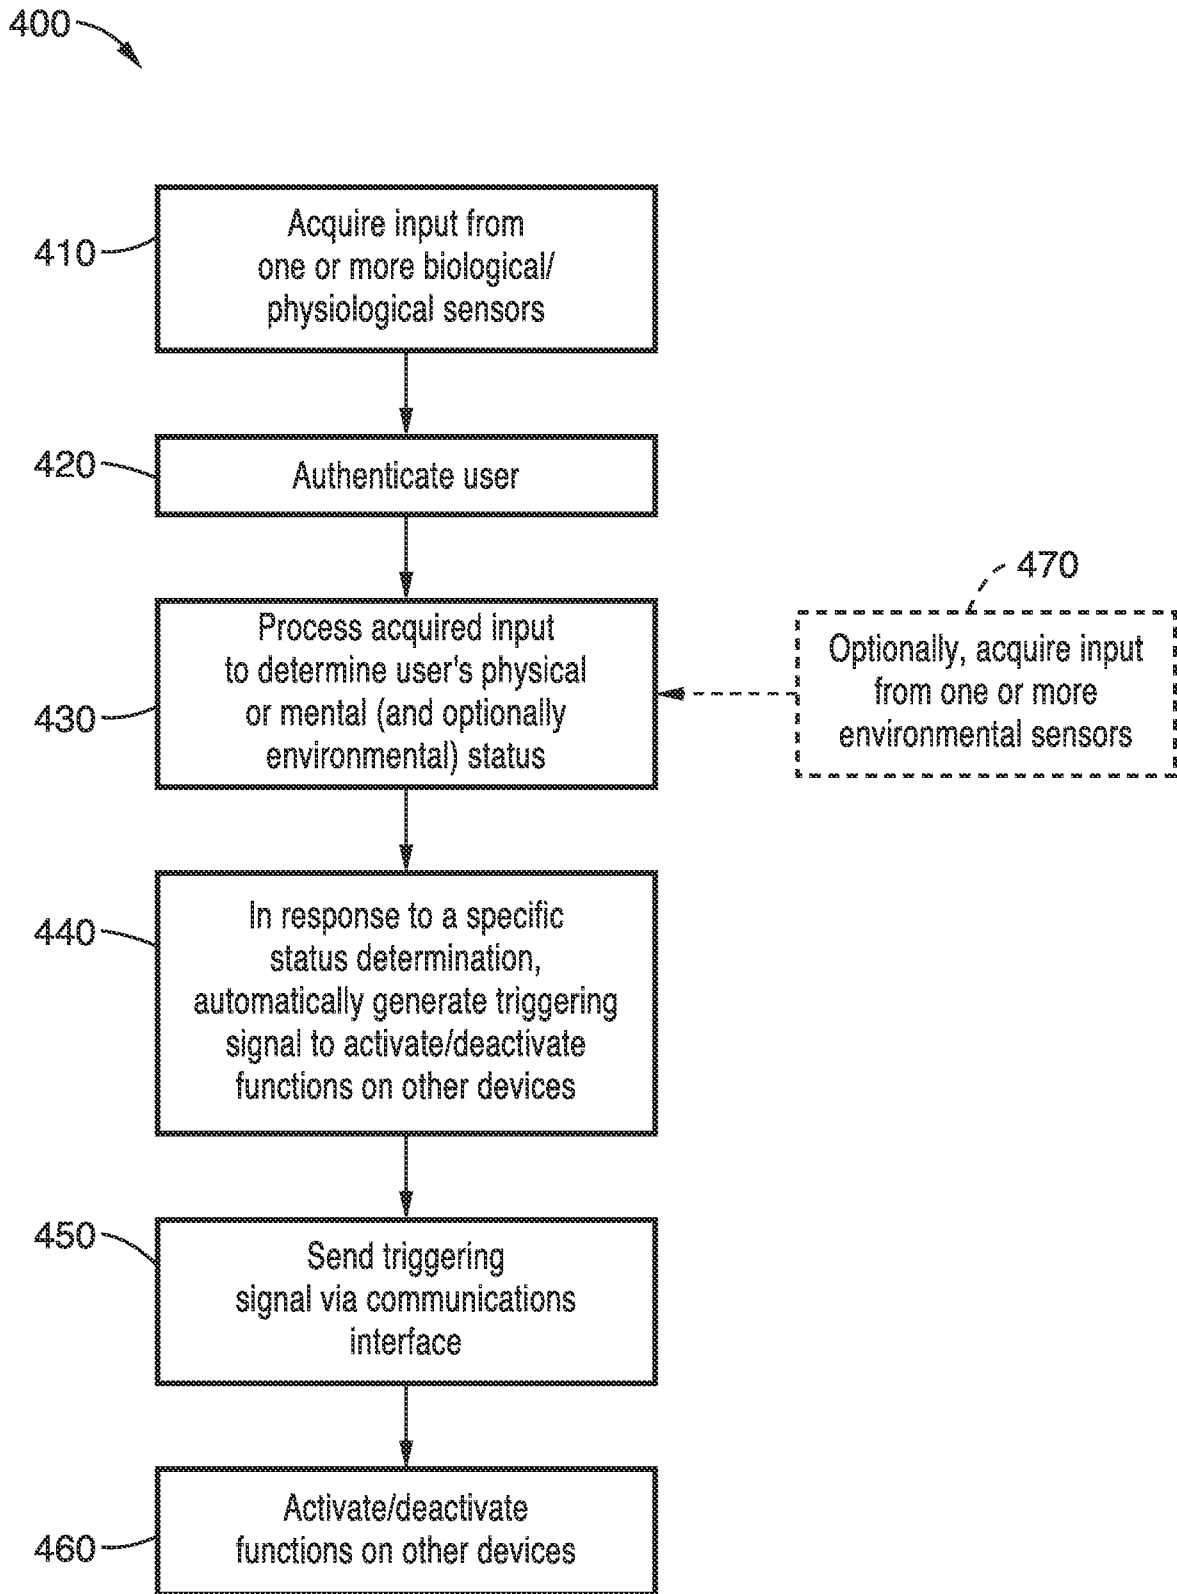 400
410
Acquire input from
one or more biological/
physiological sensors
420
Authenticate user
430
Process acquired input
to determine user's physical
or mental (and optionally
environmental) status
470
Optionally, acquire input
from one or more
environmental sensors
440
In response to a specific
status determination,
automatically generate triggering
signal to activate/deactivate
functions on other devices
450
Send triggering
signal via communications
interface
460
Activate/deactivate
functions on other devices